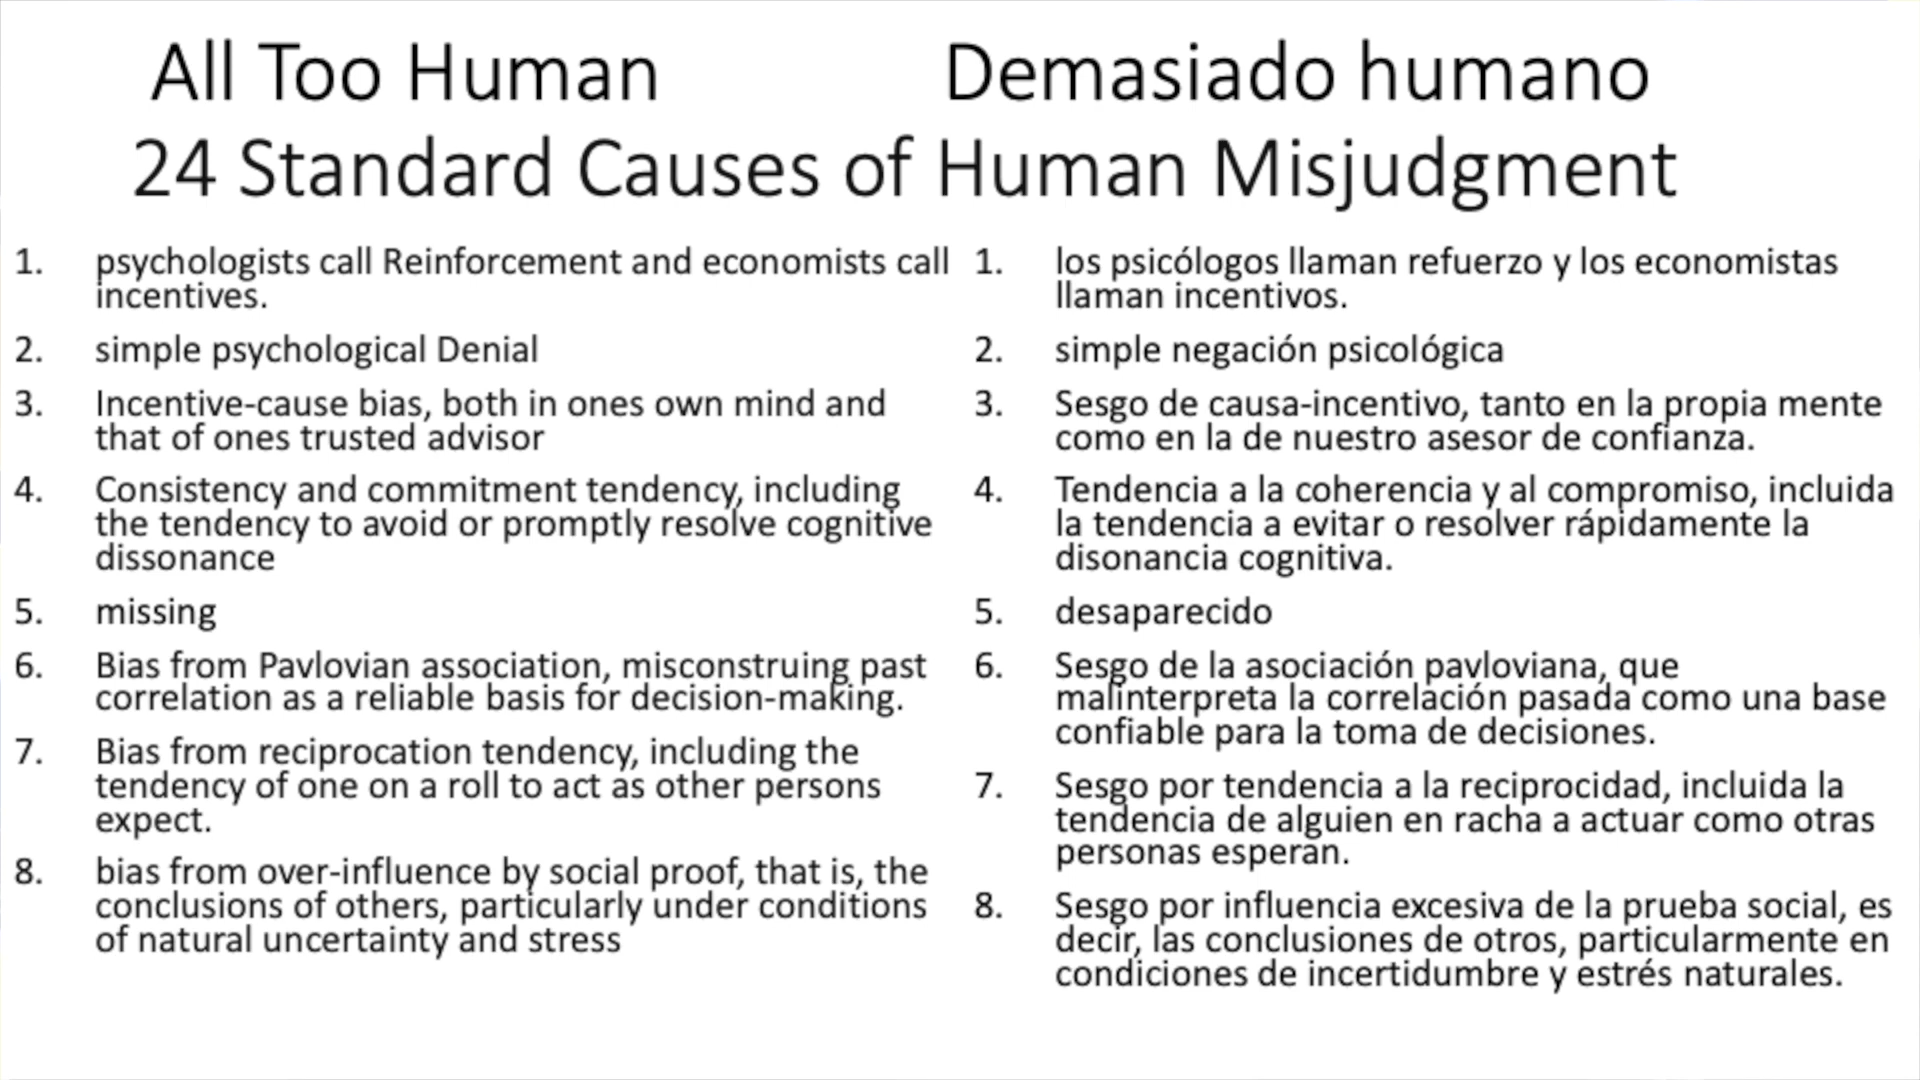 All Too Human Demasiado humano
24 Standard Causes of Human Misjudgment
1. psychologists call Reinforcement and economists call
incentives.
2. simple psychological Denial
3. Incentive-cause bias, both in ones own mind and
that of ones trusted advisor
4. Consistency and commitment tendency, including
the tendency to avoid or promptly resolve cognitive
dissonance
5. missing
6. Bias from Pavlovian association, misconstruing past
correlation as a reliable basis for decision-making.
7. Bias from reciprocation tendency, including the
tendency of one on a roll to act as other persons
expect.
8. bias from over-influence by social proof, that is, the
conclusions of others, particularly under conditions
of natural uncertainty and stress
1. los psicólogos llaman refuerzo y los economistas
llaman incentivos.
2. simple negación psicológica
3. Sesgo de causa-incentivo, tanto en la propia mente
como en la de nuestro asesor de confianza.
4. Tendencia a la coherencia y al compromiso, incluida
la tendencia a evitar o resolver rápidamente la
disonancia cognitiva.
5. desaparecido
6. Sesgo de la asociación pavloviana, que
malinterpreta la correlación pasada como una base
confiable para la toma de decisiones.
7. Sesgo por tendencia a la reciprocidad, incluida la
tendencia de alguien en racha a actuar como otras
personas esperan.
8. Sesgo por influencia excesiva de la prueba social, es
decir, las conclusiones de otros, particularmente en
condiciones de incertidumbre y estrés naturales.